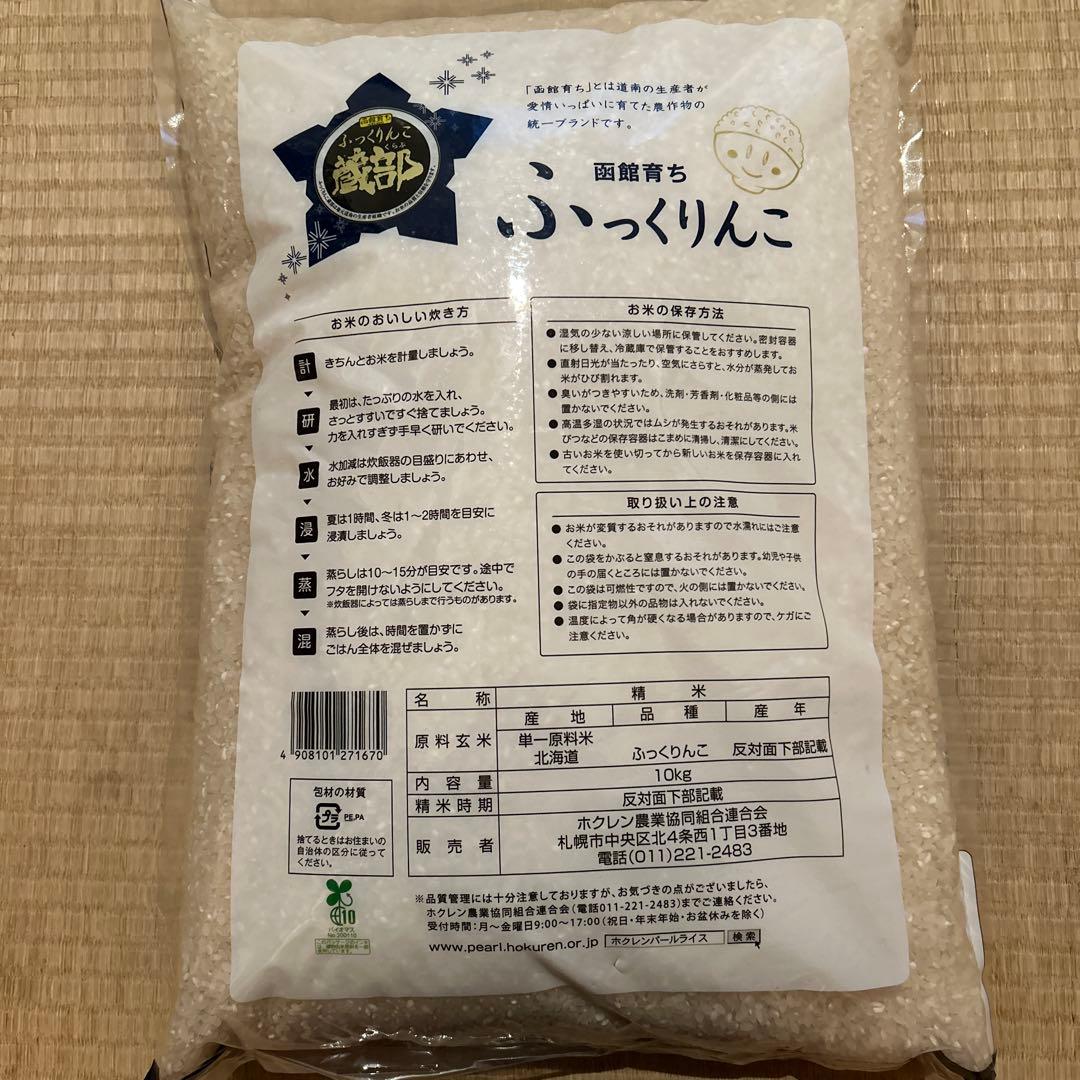 「函館育ち」とは道南の生産者が
愛情いっぱいに育てた農作物の
統一ブランドです。
函館育ち
ふっくりんこ
函館育ち
ふっくりんこ
くらぶ
蔵部
お米のおいしい炊き方
計 きちんとお米を計量しましょう。
研 最初は、たっぷりの水を入れ、
さっとすすいですぐ捨てましょう。
力を入れすぎず手早く研いでください。
水 水加減は炊飯器の目盛りにあわせ、
お好みで調整しましょう。
浸 夏は1時間、冬は1〜2時間を目安に
浸漬しましょう。
蒸 蒸らしは10〜15分が目安です。途中で
フタを開けないようにしてください。
※炊飯器によっては蒸らしまで行うものがあります。
混 蒸らし後は、時間を置かずに
ごはん全体を混ぜましょう。
お米の保存方法
● 湿気の少ない涼しい場所に保管してください。密封容器
に移し替え、冷蔵庫で保管することをおすすめします。
● 直射日光が当たったり、空気にさらすと、水分が蒸発してお
米がひび割れます。
● 臭いがつきやすいため、洗剤・芳香剤・化粧品等の側には
置かないでください。
● 高温多湿の状況ではムシが発生するおそれがあります。米
びつなどの保存容器はこまめに清掃し、清潔にしてください。
● 古いお米を使い切ってから新しいお米を保存容器に入れ
てください。
取り扱い上の注意
● お米が変質するおそれがありますので水濡れにはご注意
ください。
● この袋をかぶると窒息するおそれがあります。幼児や子供
の手の届くところには置かないでください。
● この袋は可燃性ですので、火の側には置かないでください。
● 袋に指定物以外の品物は入れないでください。
● 温度によって角が硬くなる場合がありますので、ケガにご
注意ください。
4 908101 271670
名称 精米
原料玄米 産地 品種 産年
単一原料米
北海道 ふっくりんこ 反対面下部記載
内容量 10kg
精米時期 反対面下部記載
販売者 ホクレン農業協同組合連合会
札幌市中央区北4条西1丁目3番地
電話(011)221-2483
包材の材質
プラ PE,PA
捨てるときはお住まいの
自治体の区分に従って
ください。
10
バイオマス
No.200110
※品質管理には十分注意しておりますが、お気づきの点がございましたら、
ホクレン農業協同組合連合会(電話011-221-2483)までご連絡ください。
受付時間:月〜金曜日9:00〜17:00(祝日・年末年始・お盆休みを除く)
www.pearl.hokuren.or.jp ホクレンパールライス 検索